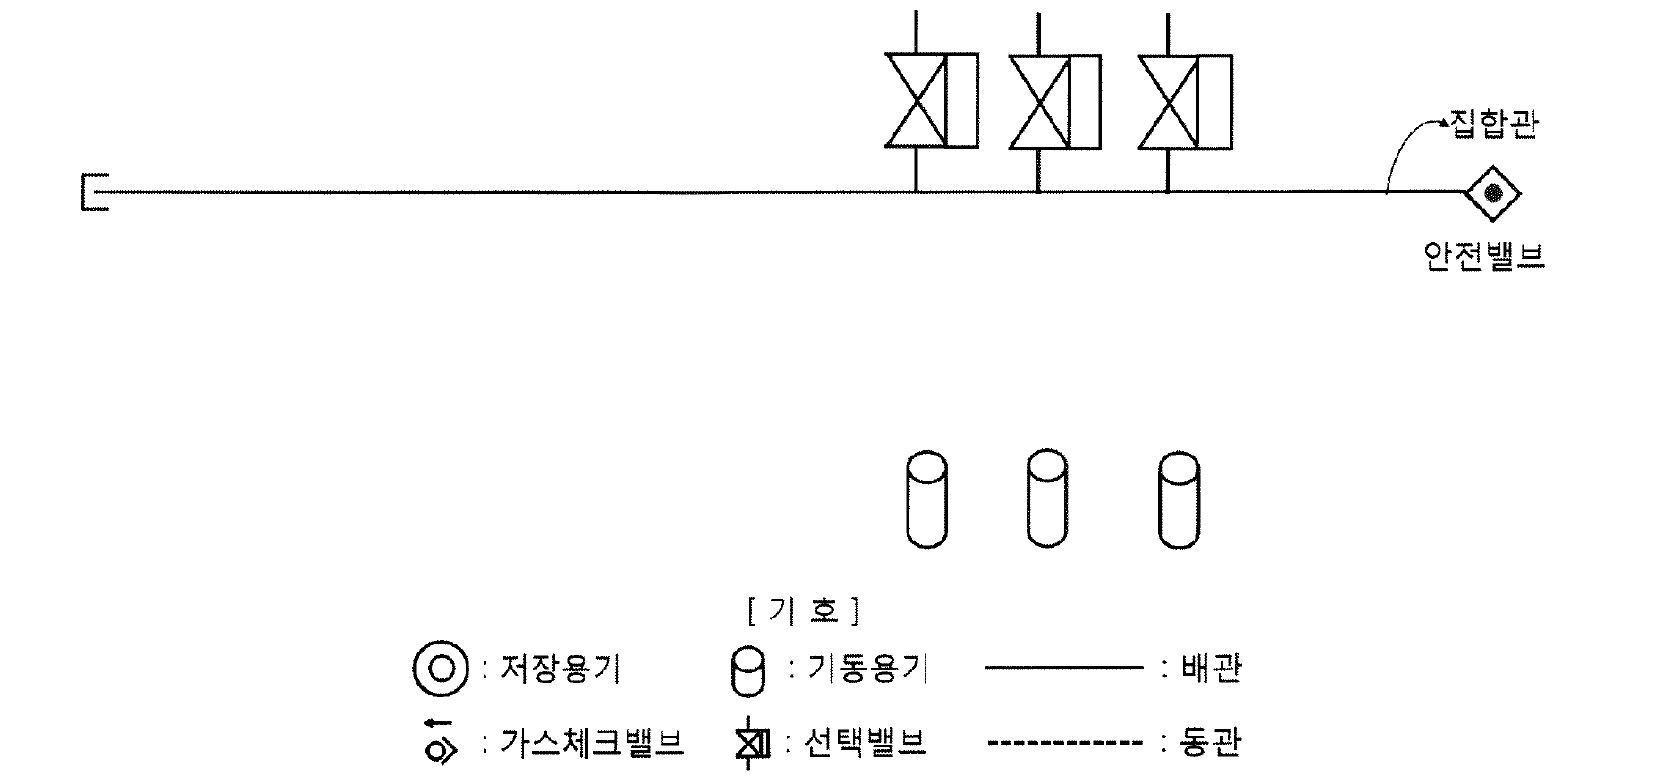 집합관
안전밸브
[ 기 호 ]
: 저장용기 : 기동용기 : 배관
: 가스체크밸브 : 선택밸브 : 동관